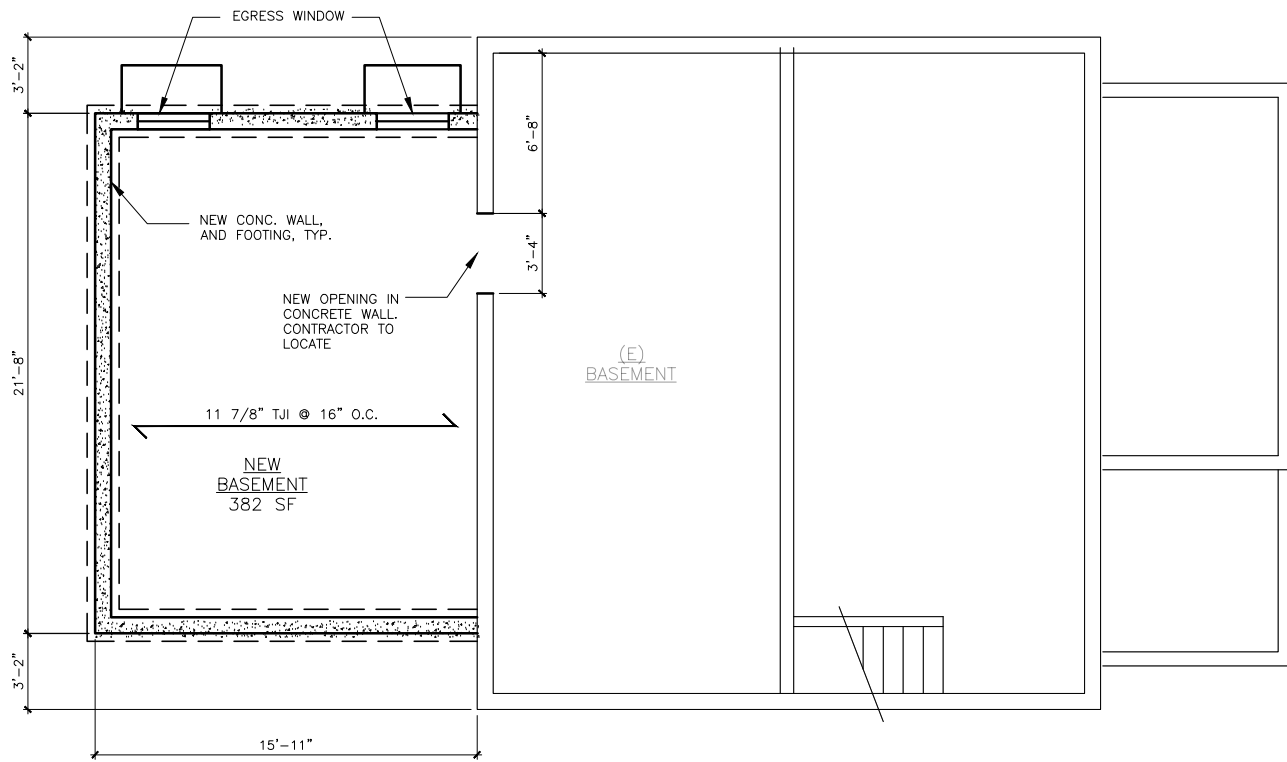 EGRESS WINDOW
3'-2"
6'-8"
NEW CONC. WALL,
AND FOOTING, TYP.
3'-4"
NEW OPENING IN
CONCRETE WALL.
CONTRACTOR TO
LOCATE
(E)
BASEMENT
21'-8"
11 7/8" TJI @ 16" O.C.
NEW
BASEMENT
382 SF
3'-2"
15'-11"